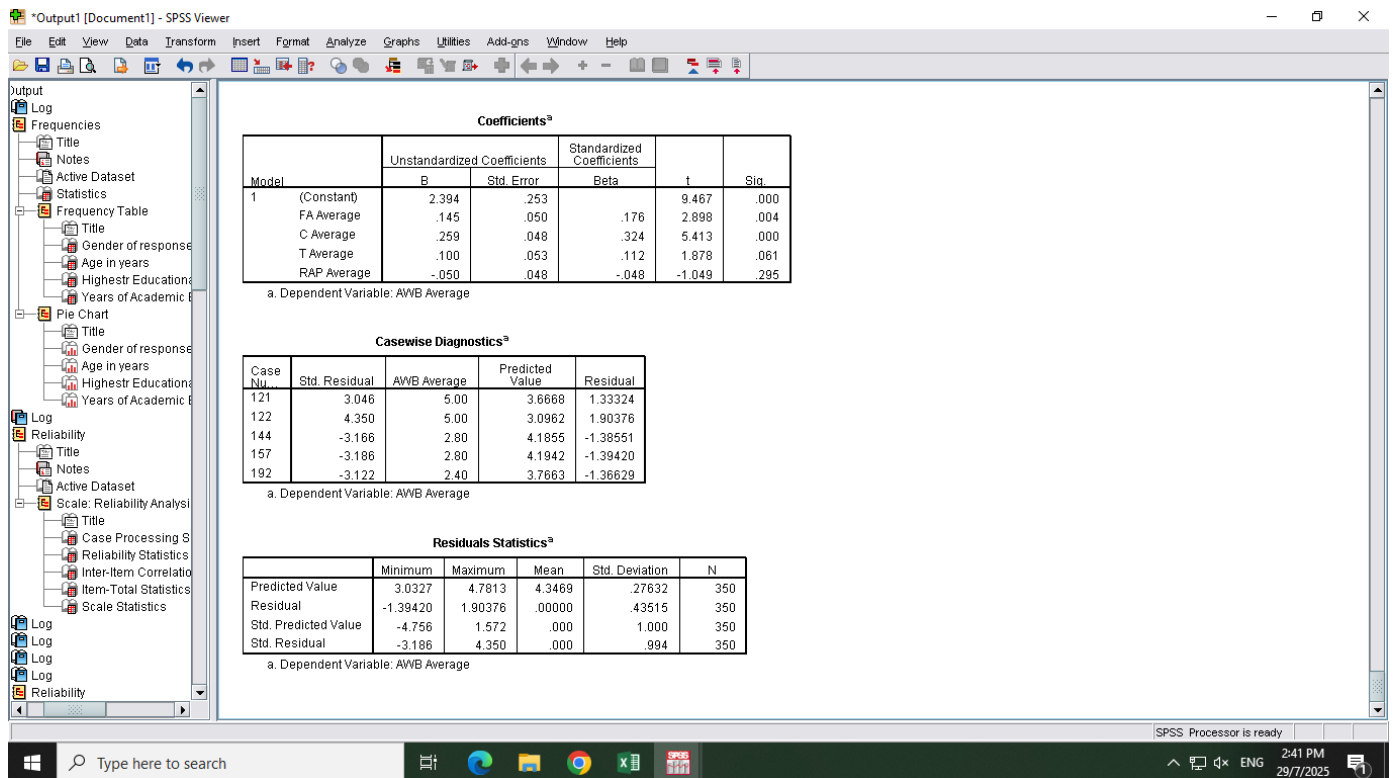 *Output1 [Document1] - SPSS Viewer
File Edit View Data Transform Insert Format Analyze Graphs Utilities Add-ons Window Help
Output
Log
Frequencies
Title
Notes
Active Dataset
Statistics
Frequency Table
Title
Gender of response
Age in years
Highestr Educationa
Years of Academic E
Pie Chart
Title
Gender of response
Age in years
Highestr Educationa
Years of Academic E
Log
Reliability
Title
Notes
Active Dataset
Scale: Reliability Analysi
Title
Case Processing S
Reliability Statistics
Inter-Item Correlatio
Item-Total Statistics
Scale Statistics
Log
Log
Log
Log
Reliability
Coefficientsa
Model Unstandardized Coefficients Standardized Coefficients t Sig.
B Std. Error Beta
1 (Constant) 2.394 .253 9.467 .000
FA Average .145 .050 .176 2.898 .004
C Average .259 .048 .324 5.413 .000
T Average .100 .053 .112 1.878 .061
RAP Average -.050 .048 -.048 -1.049 .295
a. Dependent Variable: AWB Average
Casewise Diagnosticsa
Case Nu... Std. Residual AWB Average Predicted Value Residual
121 3.046 5.00 3.6668 1.33324
122 4.350 5.00 3.0962 1.90376
144 -3.166 2.80 4.1855 -1.38551
157 -3.186 2.80 4.1942 -1.39420
192 -3.122 2.40 3.7663 -1.36629
a. Dependent Variable: AWB Average
Residuals Statisticsa
Minimum Maximum Mean Std. Deviation N
Predicted Value 3.0327 4.7813 4.3469 .27632 350
Residual -1.39420 1.90376 .00000 .43515 350
Std. Predicted Value -4.756 1.572 .000 1.000 350
Std. Residual -3.186 4.350 .000 .994 350
a. Dependent Variable: AWB Average
SPSS Processor is ready
Type here to search
SPSS
ENG
2:41 PM
29/7/2025
1